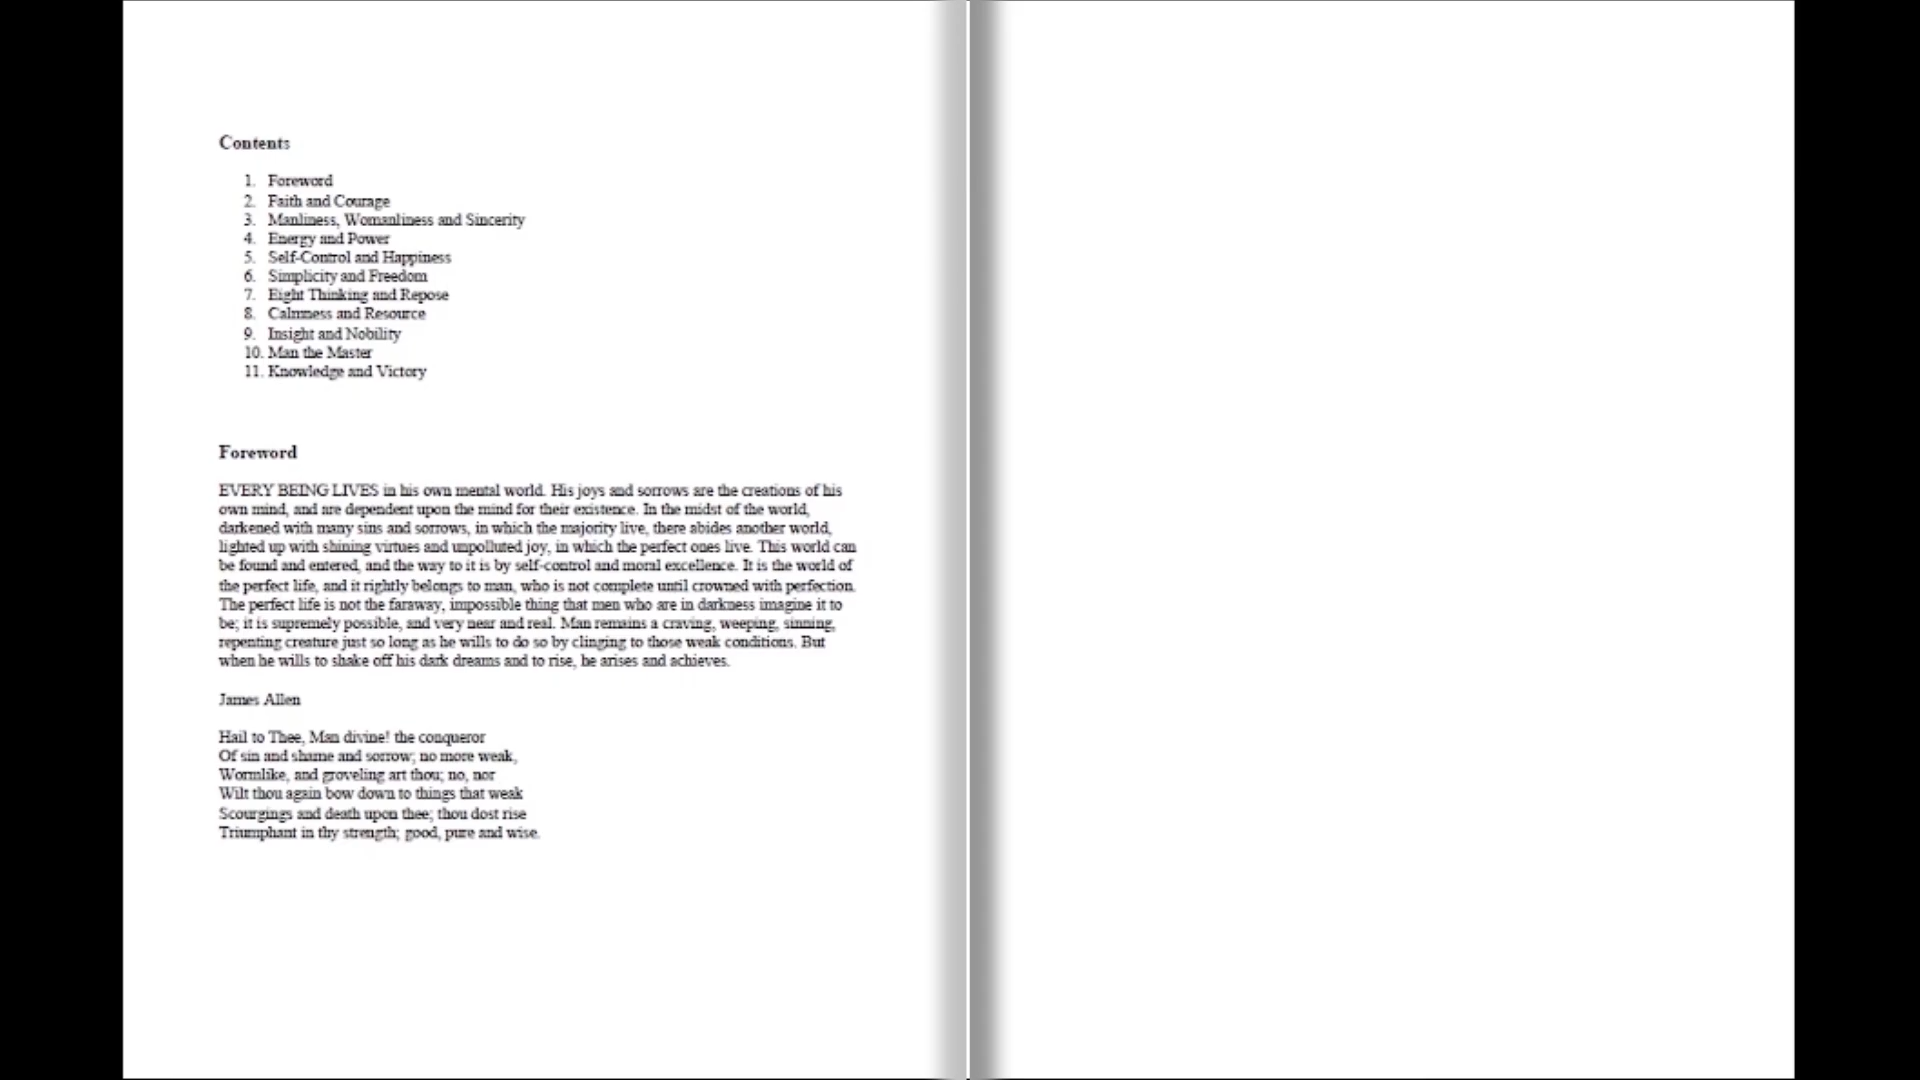 Contents
1. Foreword
2. Faith and Courage
3. Manliness, Womanliness and Sincerity
4. Energy and Power
5. Self-Control and Happiness
6. Simplicity and Freedom
7. Eight Thinking and Repose
8. Calmness and Resource
9. Insight and Nobility
10. Man the Master
11. Knowledge and Victory
Foreword
EVERY BEING LIVES in his own mental world. His joys and sorrows are the creations of his
own mind, and are dependent upon the mind for their existence. In the midst of the world,
darkened with many sins and sorrows, in which the majority live, there abides another world,
lighted up with shining virtues and unpolluted joy, in which the perfect ones live. This world can
be found and entered, and the way to it is by self-control and moral excellence. It is the world of
the perfect life, and it rightly belongs to man, who is not complete until crowned with perfection.
The perfect life is not the faraway, impossible thing that men who are in darkness imagine it to
be; it is supremely possible, and very near and real. Man remains a craving, weeping, sinning,
repenting creature just so long as he wills to do so by clinging to those weak conditions. But
when he wills to shake off his dark dreams and to rise, he arises and achieves.
James Allen
Hail to Thee, Man divine! the conqueror
Of sin and shame and sorrow; no more weak,
Wormlike, and groveling art thou; no, nor
Wilt thou again bow down to things that weak
Scourgings and death upon thee; thou dost rise
Triumphant in thy strength; good, pure and wise.